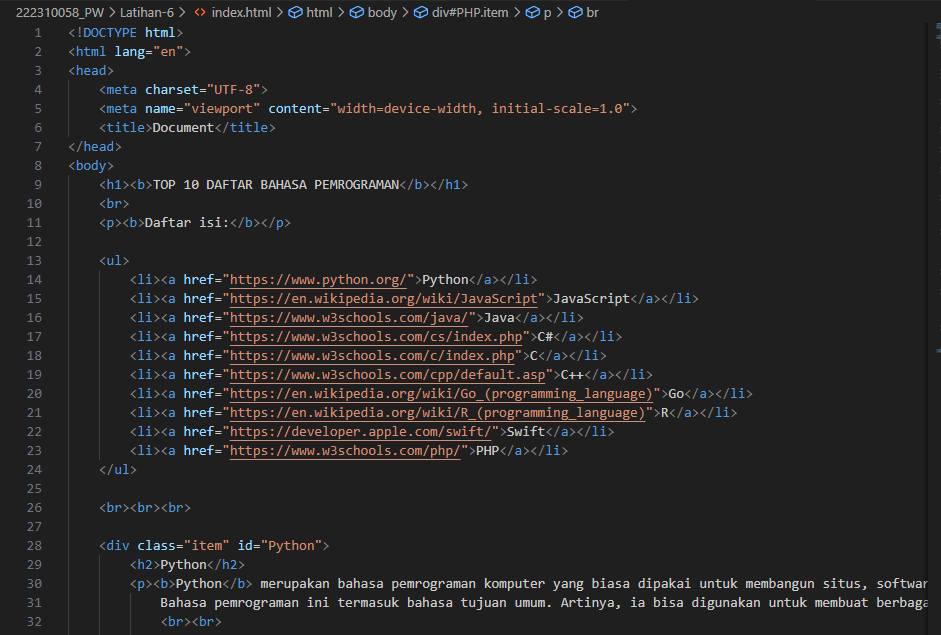 222310058_PW > Latihan-6 > <> index.html > html > body > div#PHP.item > p > br
1 <!DOCTYPE html>
2 <html lang="en">
3 <head>
4 <meta charset="UTF-8">
5 <meta name="viewport" content="width=device-width, initial-scale=1.0">
6 <title>Document</title>
7 </head>
8 <body>
9 <h1><b>TOP 10 DAFTAR BAHASA PEMROGRAMAN</b></h1>
10 <br>
11 <p><b>Daftar isi:</b></p>
12
13 <ul>
14 <li><a href="https://www.python.org/">Python</a></li>
15 <li><a href="https://en.wikipedia.org/wiki/JavaScript">JavaScript</a></li>
16 <li><a href="https://www.w3schools.com/java/">Java</a></li>
17 <li><a href="https://www.w3schools.com/cs/index.php">C#</a></li>
18 <li><a href="https://www.w3schools.com/c/index.php">C</a></li>
19 <li><a href="https://www.w3schools.com/cpp/default.asp">C++</a></li>
20 <li><a href="https://en.wikipedia.org/wiki/Go_(programming_language)">Go</a></li>
21 <li><a href="https://en.wikipedia.org/wiki/R_(programming_language)">R</a></li>
22 <li><a href="https://developer.apple.com/swift/">Swift</a></li>
23 <li><a href="https://www.w3schools.com/php/">PHP</a></li>
24 </ul>
25
26 <br><br><br>
27
28 <div class="item" id="Python">
29 <h2>Python</h2>
30 <p><b>Python</b> merupakan bahasa pemrograman komputer yang biasa dipakai untuk membangun situs, softwar
31 Bahasa pemrograman ini termasuk bahasa tujuan umum. Artinya, ia bisa digunakan untuk membuat berbaga
32 <br><br>